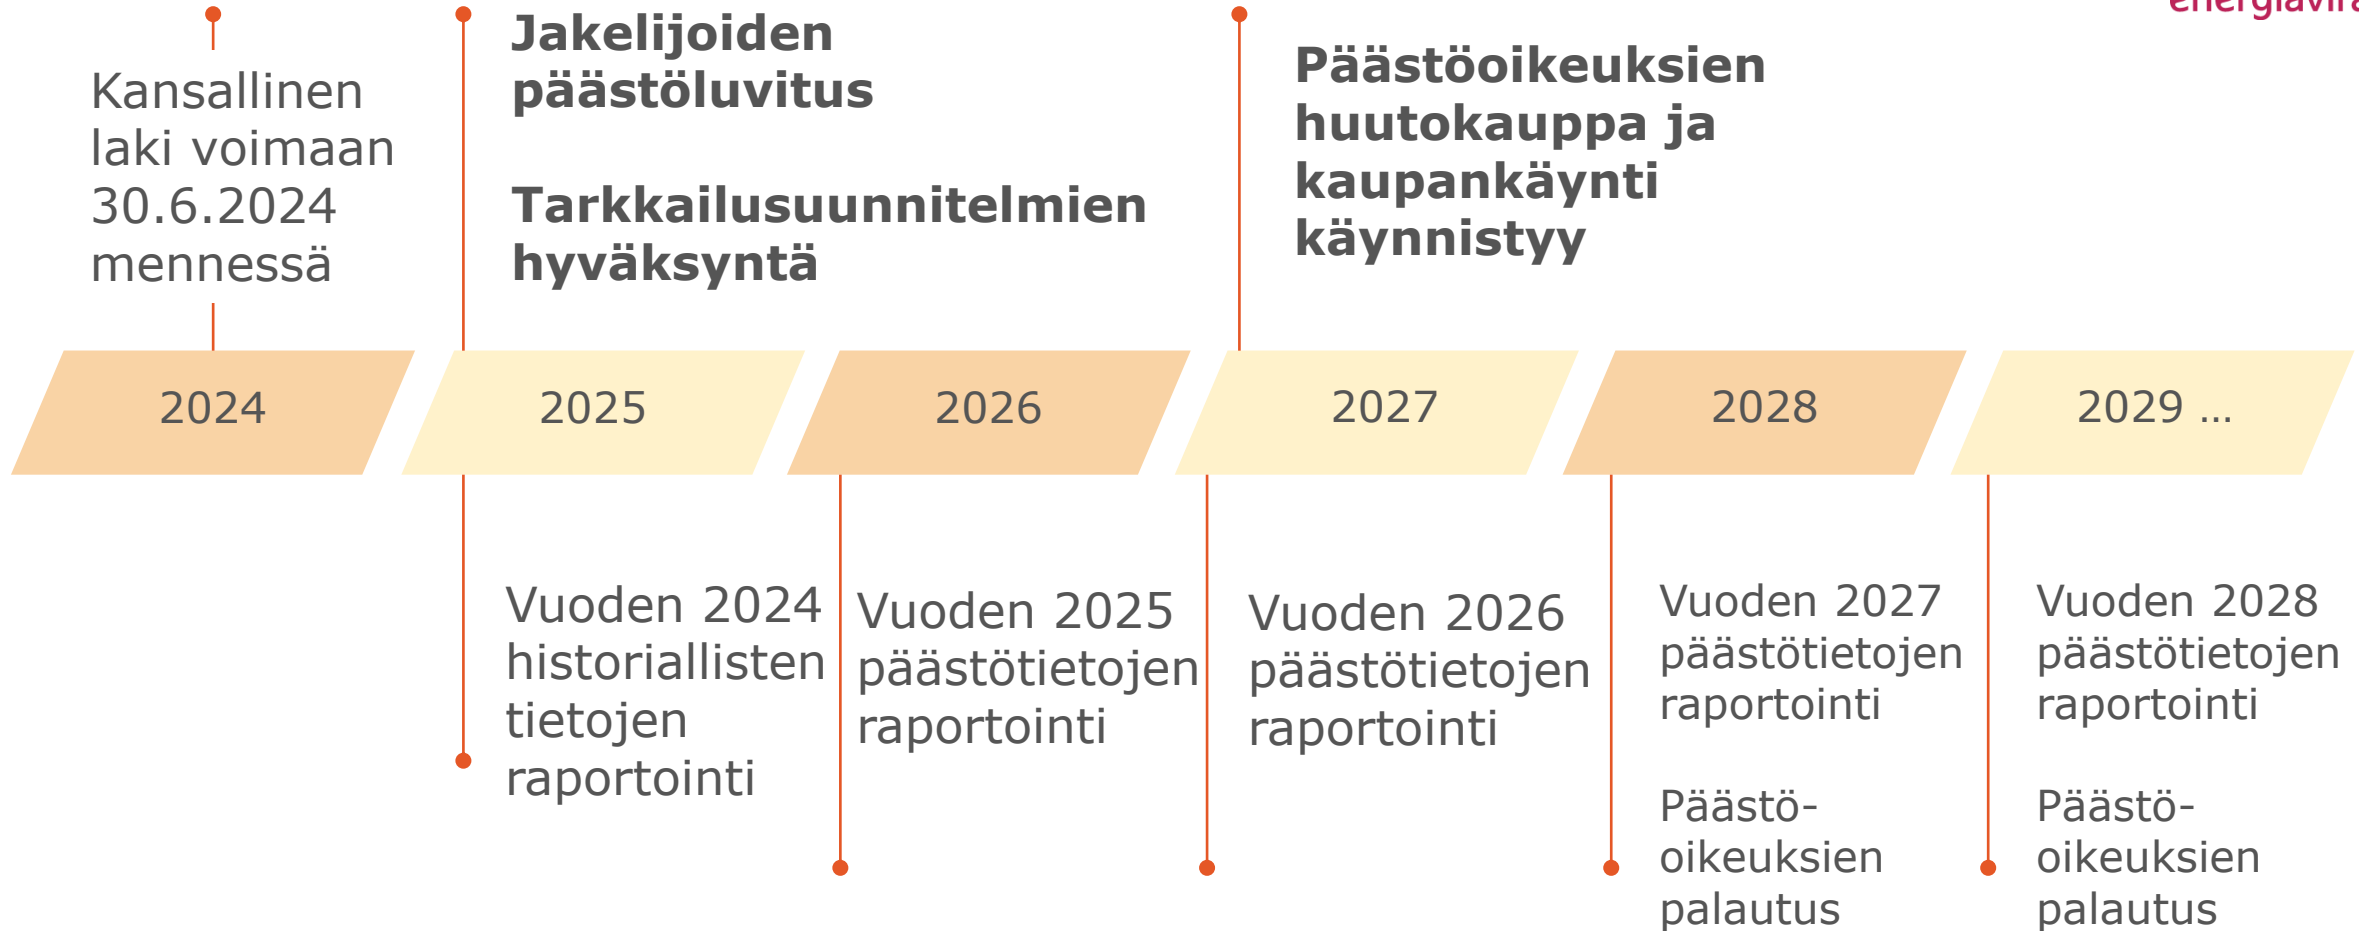 Kansallinen
laki voimaan
30.6.2024
mennessä
Jakelijoiden
päästöluvitus
Tarkkailusuunnitelmien
hyväksyntä
Päästöoikeuksien
huutokauppa ja
kaupankäynti
käynnistyy
2024
2025
2026
2027
2028
2029 ...
Vuoden 2024
historiallisten
tietojen
raportointi
Vuoden 2025
päästötietojen
raportointi
Vuoden 2026
päästötietojen
raportointi
Vuoden 2027
päästötietojen
raportointi
Päästö-
oikeuksien
palautus
Vuoden 2028
päästötietojen
raportointi
Päästö-
oikeuksien
palautus